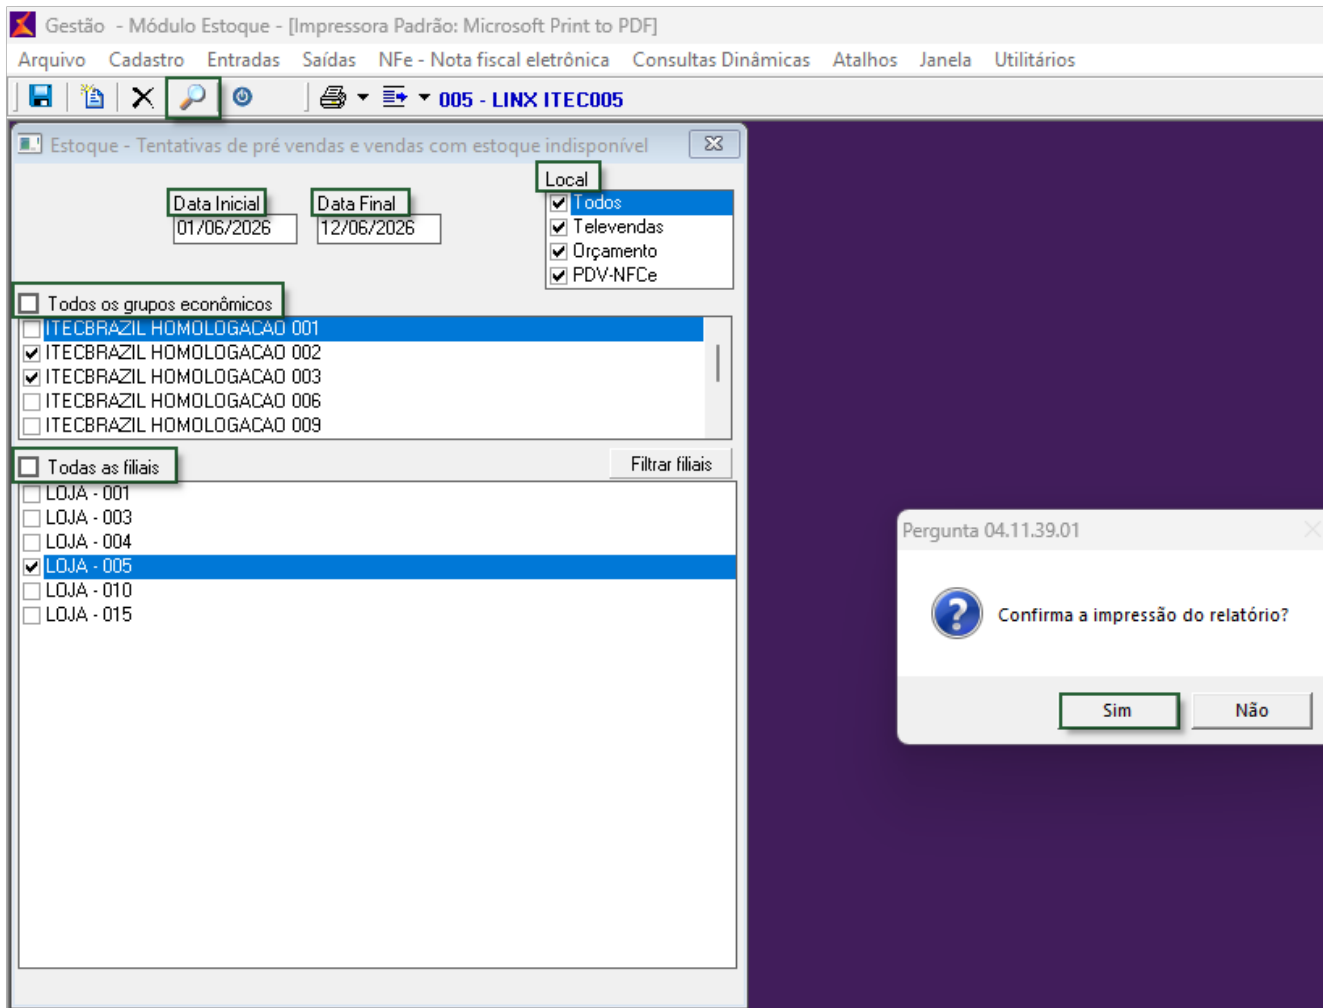 Gestão - Módulo Estoque - [Impressora Padrão: Microsoft Print to PDF]
Arquivo Cadastro Entradas Saídas NFe - Nota fiscal eletrônica Consultas Dinâmicas Atalhos Janela Utilitários
005 - LINX ITEC005
Estoque - Tentativas de pré vendas e vendas com estoque indisponível
Local
Data Inicial Data Final
Todos
01/06/2026 12/06/2026
Televendas
Orçamento
PDV-NFCe
Todos os grupos econômicos
ITECBRAZIL HOMOLOGACAO 001
ITECBRAZIL HOMOLOGACAO 002
ITECBRAZIL HOMOLOGACAO 003
ITECBRAZIL HOMOLOGACAO 006
ITECBRAZIL HOMOLOGACAO 009
Todas as filiais Filtrar filiais
LOJA - 001
LOJA - 003
LOJA - 004
LOJA - 005
LOJA - 010
LOJA - 015
Pergunta 04.11.39.01
Confirma a impressão do relatório?
Sim Não